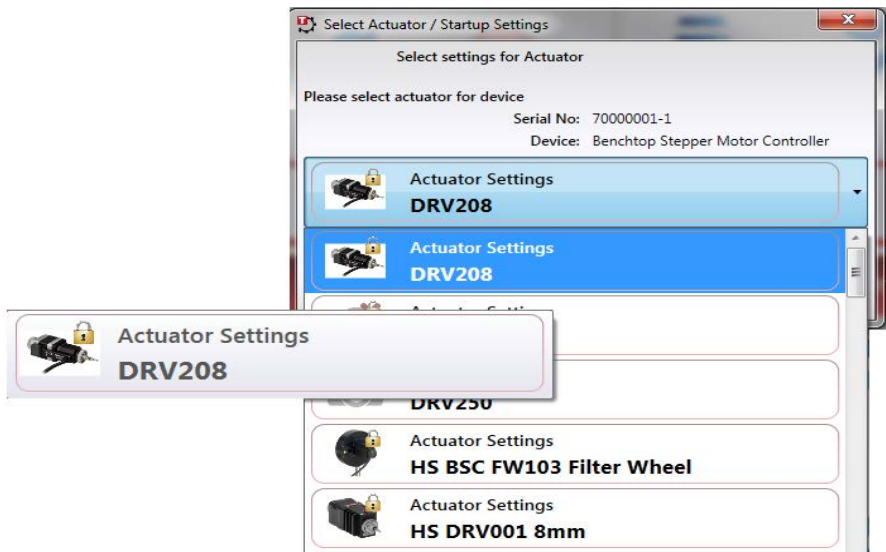 Select Actuator / Startup Settings
Select settings for Actuator
Please select actuator for device
Serial No: 70000001-1
Device: Benchtop Stepper Motor Controller
Actuator Settings
DRV208
Actuator Settings
DRV208
Actuator Settings
DRV208
DRV250
Actuator Settings
HS BSC FW103 Filter Wheel
Actuator Settings
HS DRV001 8mm